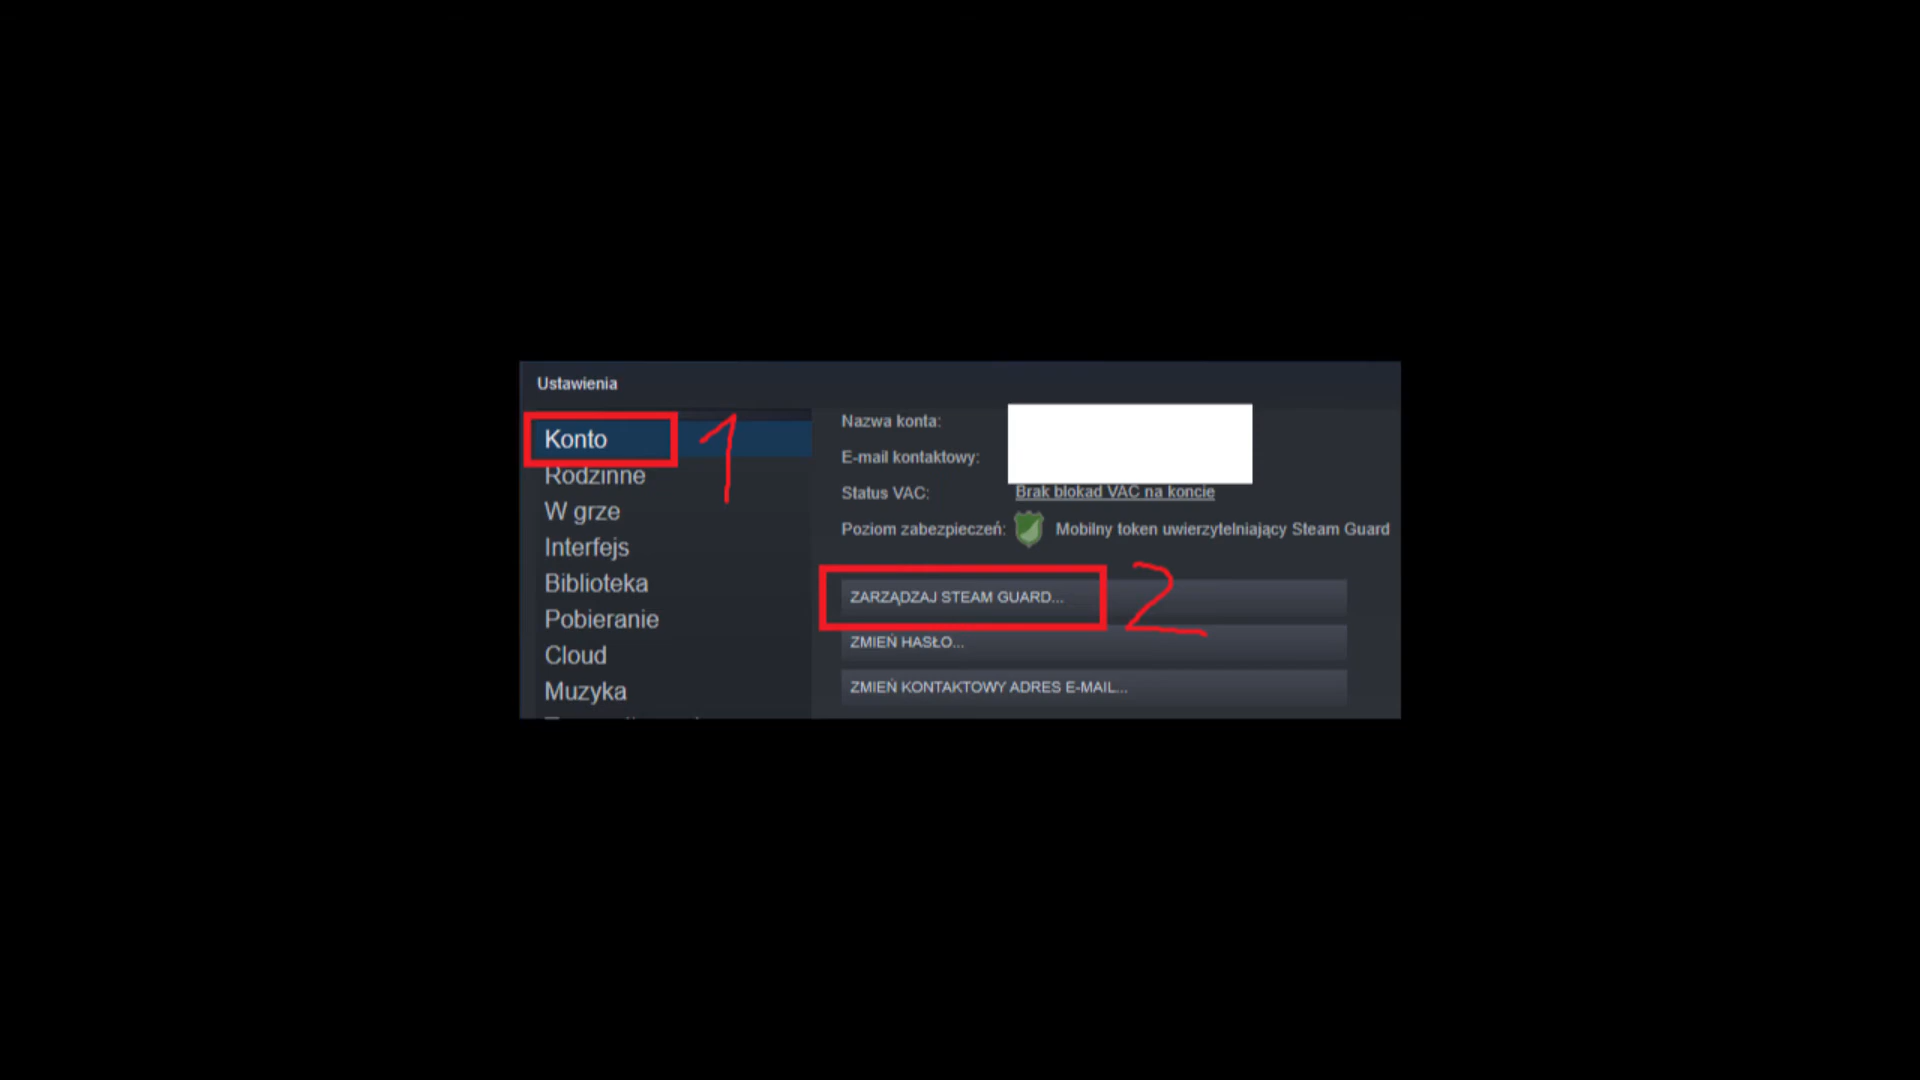 Ustawienia
Konto
1
Rodzinne
W grze
Interfejs
Biblioteka
Pobieranie
Cloud
Muzyka
Nazwa konta:
E-mail kontaktowy:
Status VAC: Brak blokad VAC na koncie
Poziom zabezpieczeń: Mobilny token uwierzytelniający Steam Guard
ZARZĄDZAJ STEAM GUARD...
2
ZMIEŃ HASŁO...
ZMIEŃ KONTAKTOWY ADRES E-MAIL...